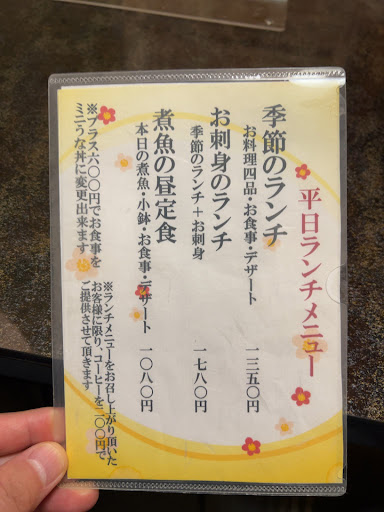 平日ランチメニュー
季節のランチ
お料理四品・お食事・デザート 一三五〇円
お刺身のランチ
季節のランチ＋お刺身 一七八〇円
煮魚の昼定食
本日の煮魚・小鉢・お食事・デザート 一〇八〇円
※プラス六〇〇円でお食事を
ミニうな丼に変更出来ます
※ランチメニューをお召し上がり頂いた
お客様に限り、コーヒーを二〇〇円で
ご提供させて頂きます